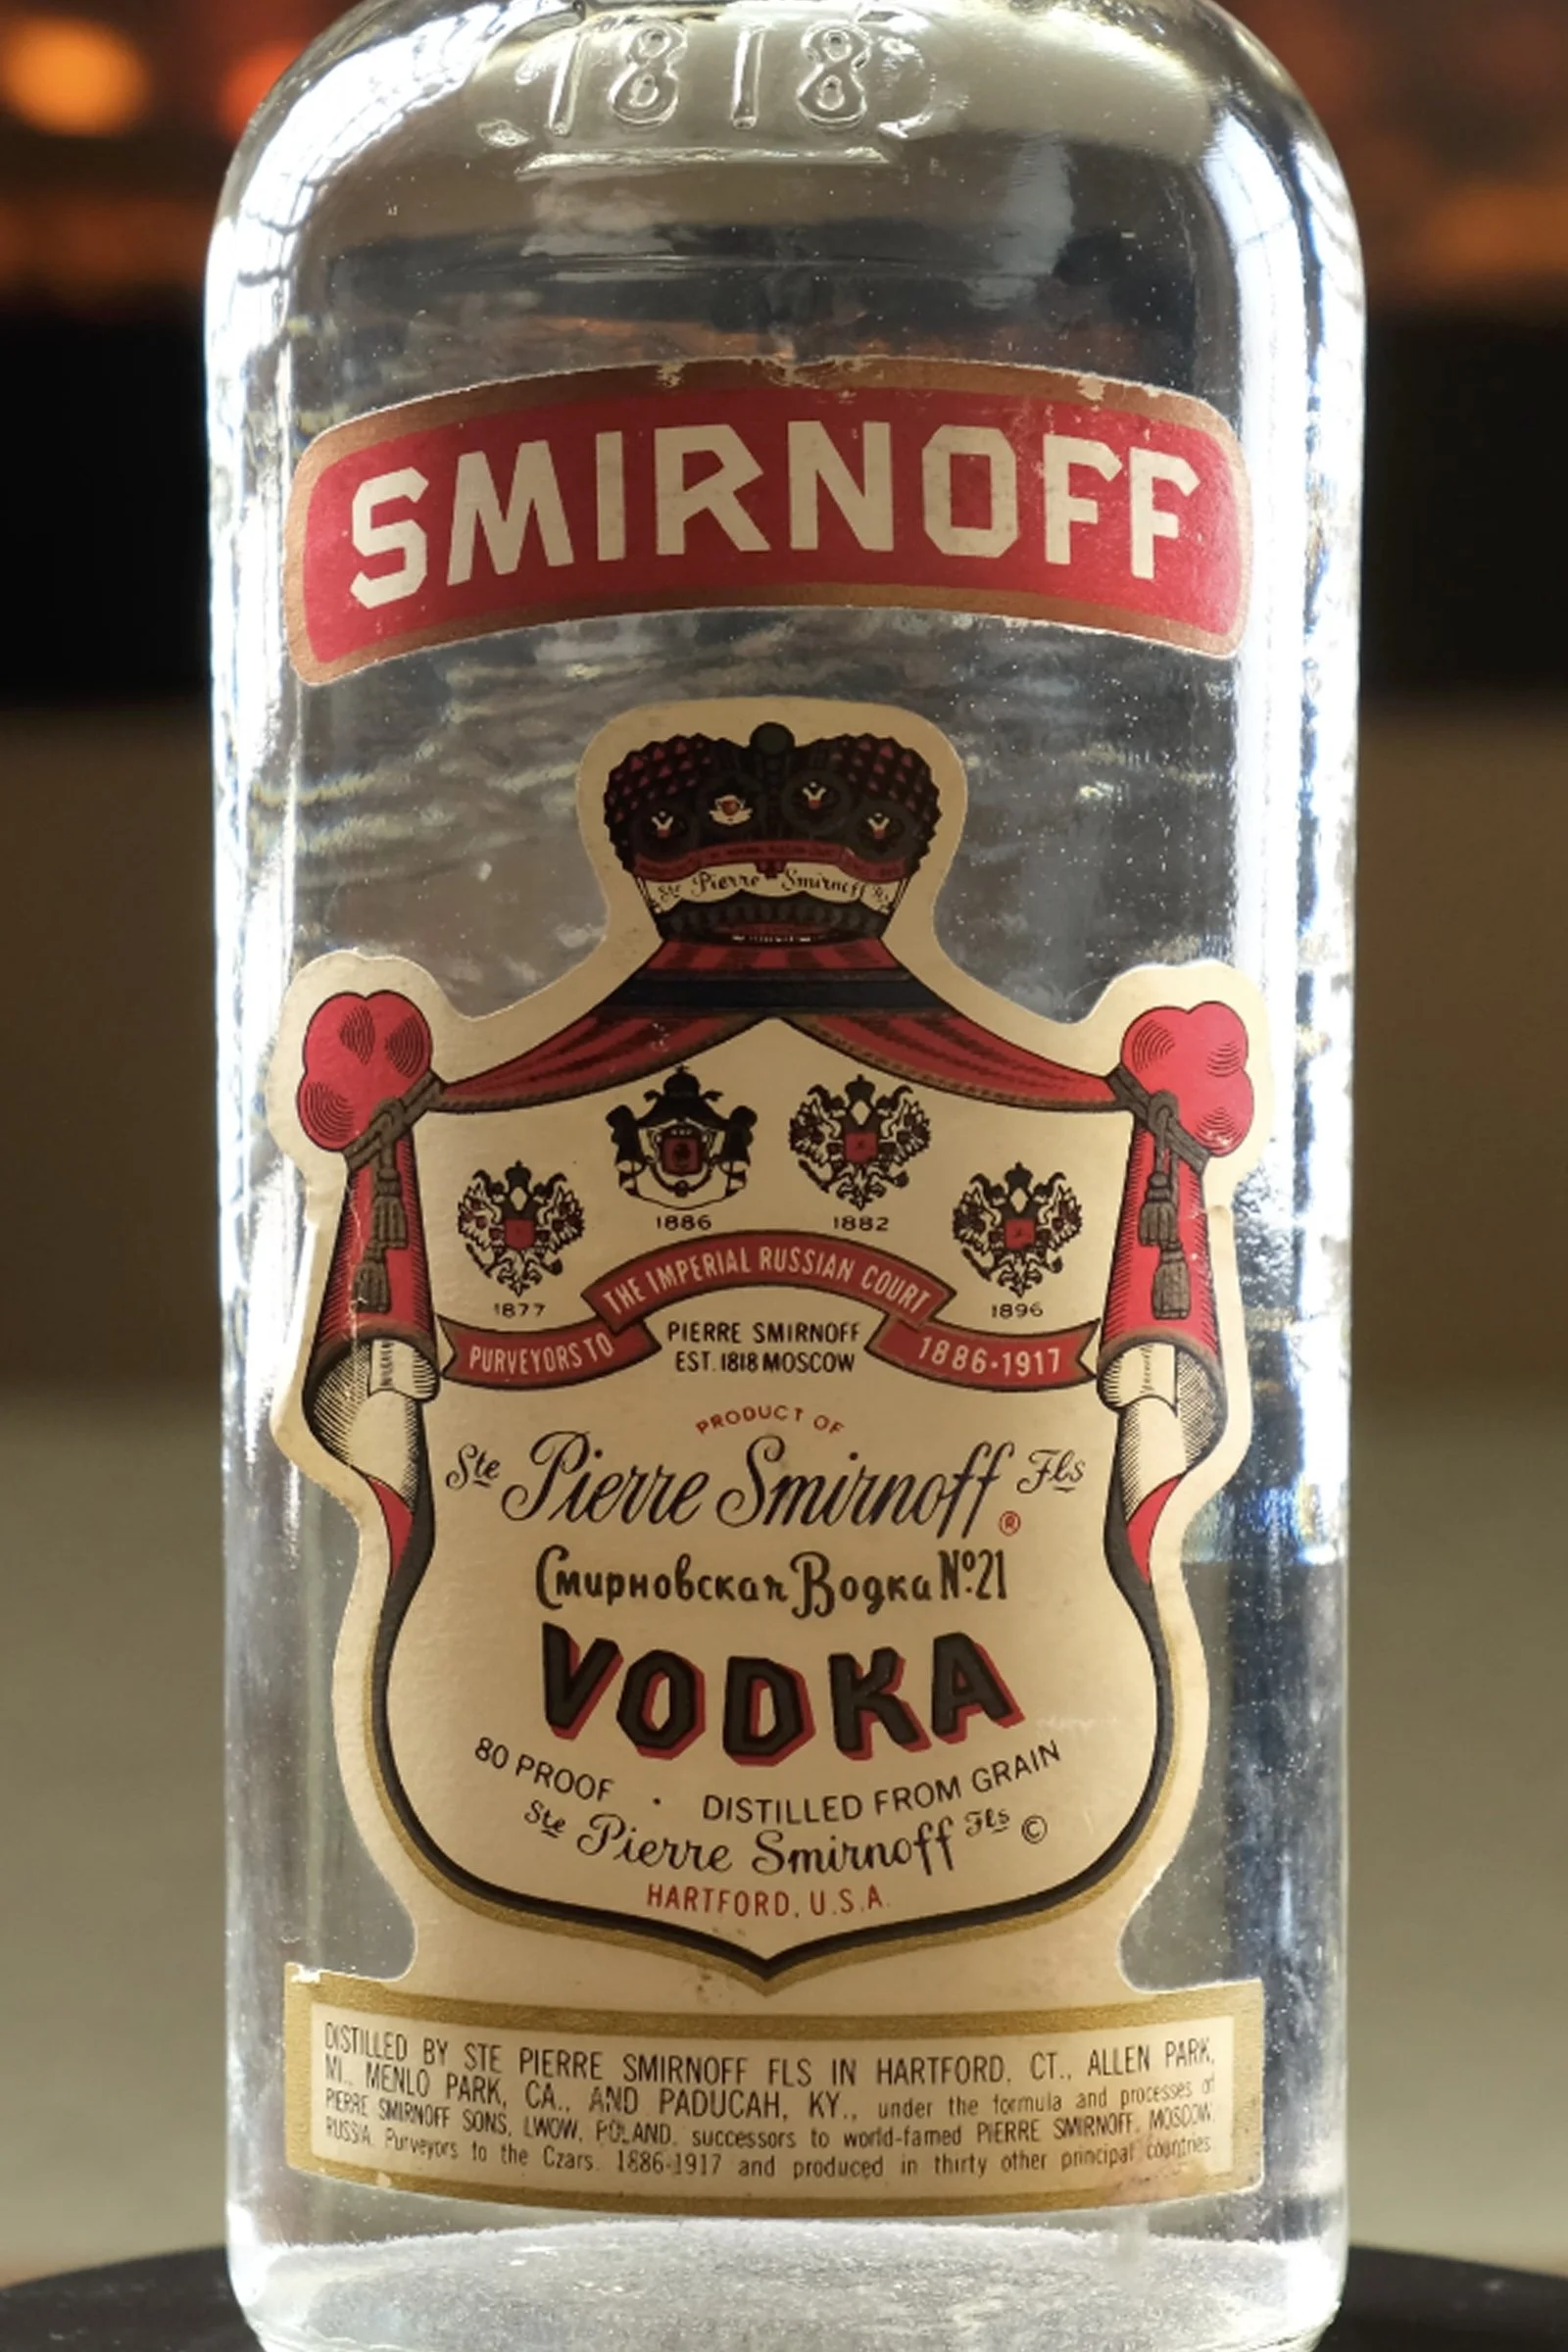 1818
SMIRNOFF
Ste Pierre Smirnoff Fls
1886 1882
1877 1896
PURVEYORS TO THE IMPERIAL RUSSIAN COURT 1886-1917
PIERRE SMIRNOFF
EST. 1818 MOSCOW
PRODUCT OF
Ste Pierre Smirnoff Fls ®
Смирновская Водка №21
VODKA
80 PROOF · DISTILLED FROM GRAIN
Ste Pierre Smirnoff Fls ©
HARTFORD, U.S.A.
DISTILLED BY STE PIERRE SMIRNOFF FLS IN HARTFORD, CT., ALLEN PARK,
MI., MENLO PARK, CA., AND PADUCAH, KY., under the formula and processes of
PIERRE SMIRNOFF SONS, LWOW, POLAND, successors to world-famed PIERRE SMIRNOFF, MOSCOW,
RUSSIA. Purveyors to the Czars. 1886-1917 and produced in thirty other principal countries.